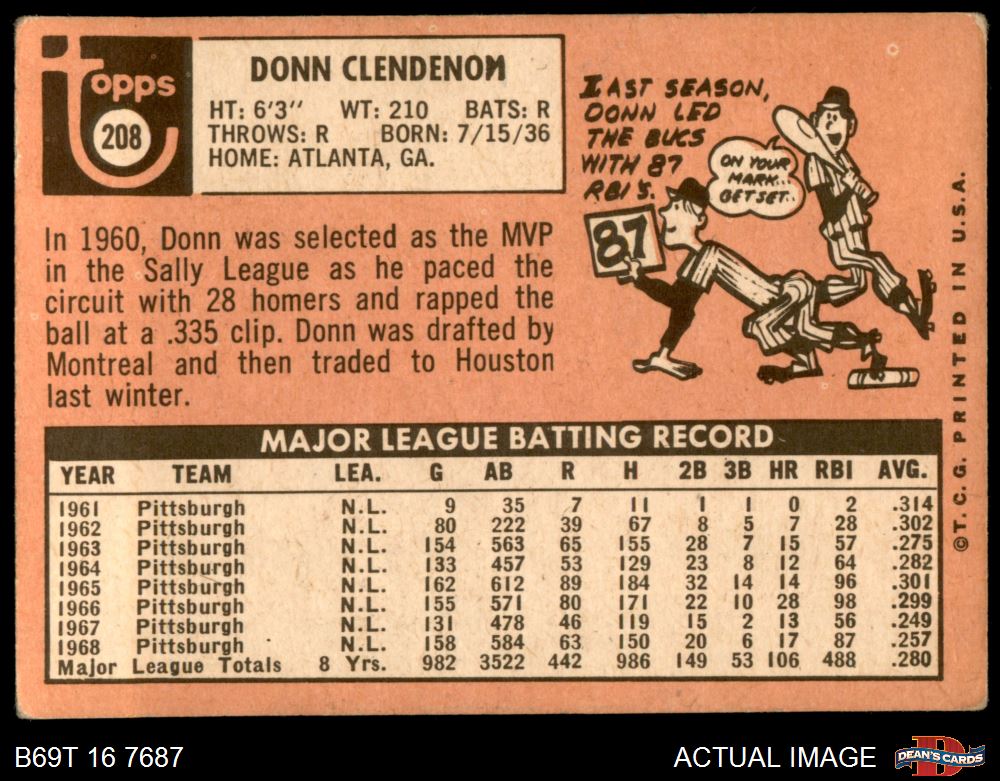 Topps
208
DONN CLENDENON
HT: 6'3" WT: 210 BATS: R
THROWS: R BORN: 7/15/36
HOME: ATLANTA, GA.
In 1960, Donn was selected as the MVP
in the Sally League as he paced the
circuit with 28 homers and rapped the
ball at a .335 clip. Donn was drafted by
Montreal and then traded to Houston
last winter.
LAST SEASON,
DONN LED
THE BUCS
WITH 87
RBI'S.
ON YOUR
MARK..
GET SET..
87
MAJOR LEAGUE BATTING RECORD
YEAR TEAM LEA. G AB R H 2B 3B HR RBI AVG.
1961 Pittsburgh N.L. 9 35 7 11 1 1 0 2 .314
1962 Pittsburgh N.L. 80 222 39 67 8 5 7 28 .302
1963 Pittsburgh N.L. 154 563 65 155 28 7 15 57 .275
1964 Pittsburgh N.L. 133 457 53 129 23 8 12 64 .282
1965 Pittsburgh N.L. 162 612 89 184 32 14 14 96 .301
1966 Pittsburgh N.L. 155 571 80 171 22 10 28 98 .299
1967 Pittsburgh N.L. 131 478 46 119 15 2 13 56 .249
1968 Pittsburgh N.L. 158 584 63 150 20 6 17 87 .257
Major League Totals 8 Yrs. 982 3522 442 986 149 53 106 488 .280
©T.C.G. PRINTED IN U.S.A.
B69T 16 7687
ACTUAL IMAGE
DEAN'S CARDS